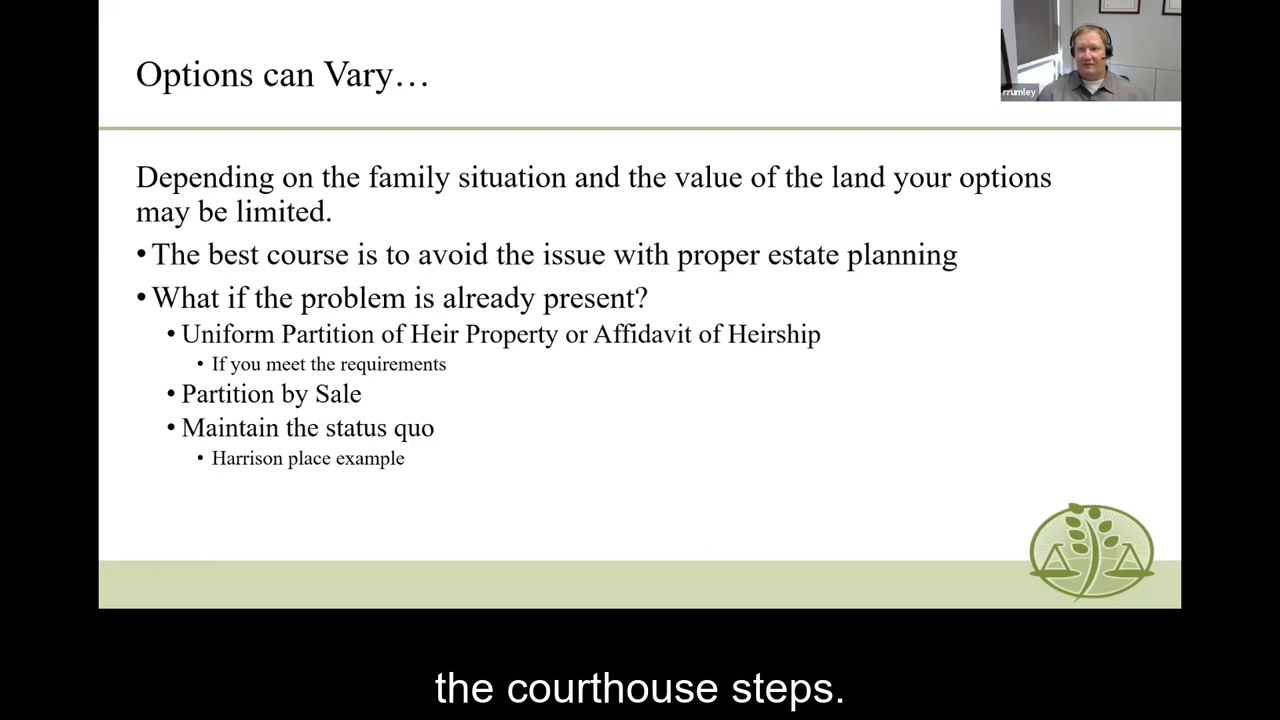 Options can Vary…
rrumley
Depending on the family situation and the value of the land your options
may be limited.
•The best course is to avoid the issue with proper estate planning
•What if the problem is already present?
•Uniform Partition of Heir Property or Affidavit of Heirship
•If you meet the requirements
•Partition by Sale
•Maintain the status quo
•Harrison place example
the courthouse steps.